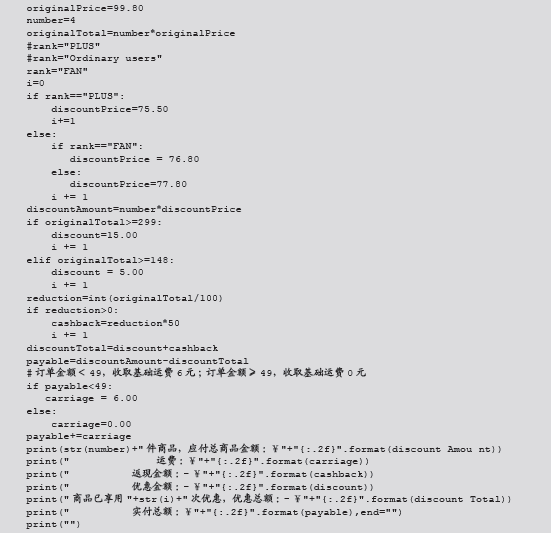 originalPrice=99.80
number=4
originalTotal=number*originalPrice
#rank="PLUS"
#rank="Ordinary users"
rank="FAN"
i=0
if rank=="PLUS":
    discountPrice=75.50
    i+=1
else:
    if rank=="FAN":
       discountPrice = 76.80
    else:
       discountPrice=77.80
    i += 1
discountAmount=number*discountPrice
if originalTotal>=299:
    discount=15.00
    i += 1
elif originalTotal>=148:
    discount = 5.00
    i += 1
reduction=int(originalTotal/100)
if reduction>0:
    cashback=reduction*50
    i += 1
discountTotal=discount+cashback
payable=discountAmount-discountTotal
#订单金额< 49，收取基础运费 6 元；订单金额≥ 49，收取基础运费 0 元
if payable<49:
   carriage = 6.00
else:
    carriage=0.00
payable+=carriage
print(str(number)+" 件商品，应付总商品金额：¥"+"{:.2f}".format(discount Amou nt))
print("                运费：¥"+"{:.2f}".format(carriage))
print("            返现金额：- ¥"+"{:.2f}".format(cashback))
print("            优惠金额：- ¥"+"{:.2f}".format(discount))
print(" 商品已享用 "+str(i)+" 次优惠，优惠总额：- ¥"+"{:.2f}".format(discount Total))
print("            实付总额：¥"+"{:.2f}".format(payable),end="")
print("")